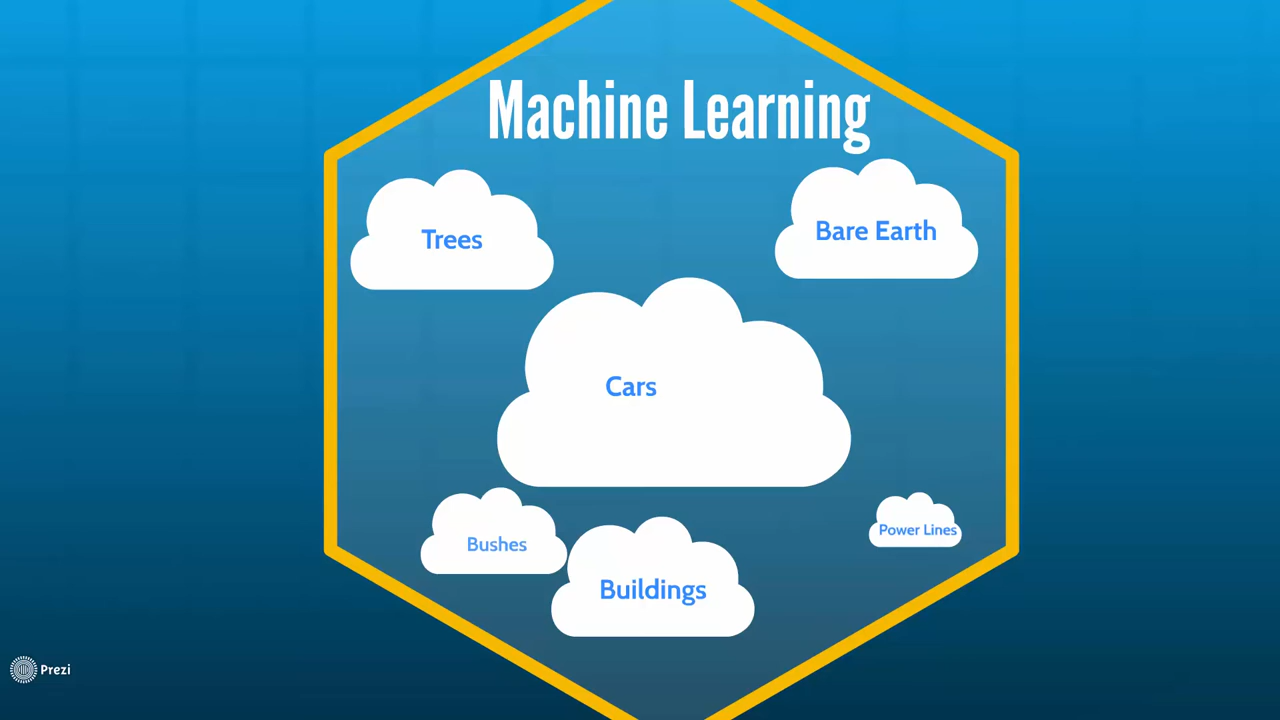 Machine Learning
Trees
Bare Earth
Cars
Bushes
Power Lines
Buildings
Prezi